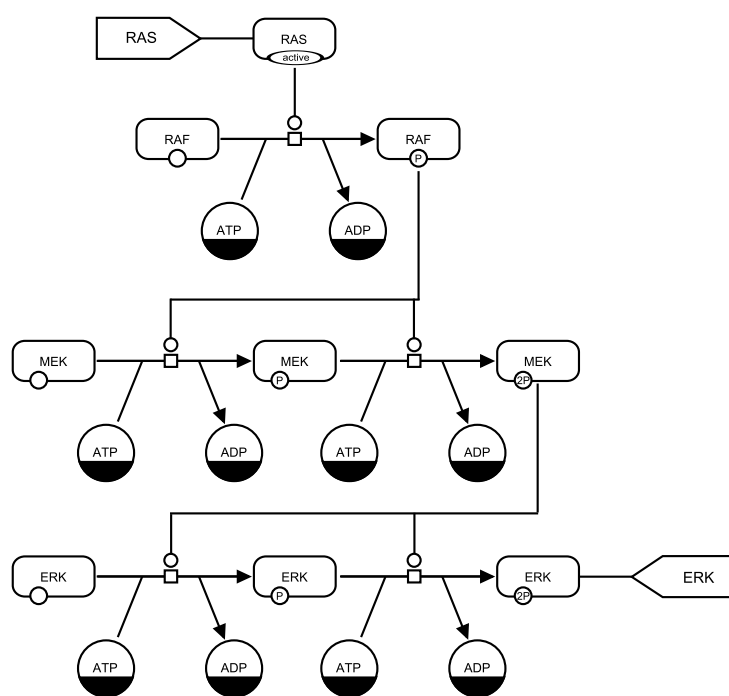 RAS
RAS
active
RAF
RAF
P
ATP
ADP
MEK
MEK
P
MEK
2P
ATP
ADP
ATP
ADP
ERK
ERK
P
ERK
2P
ERK
ATP
ADP
ATP
ADP